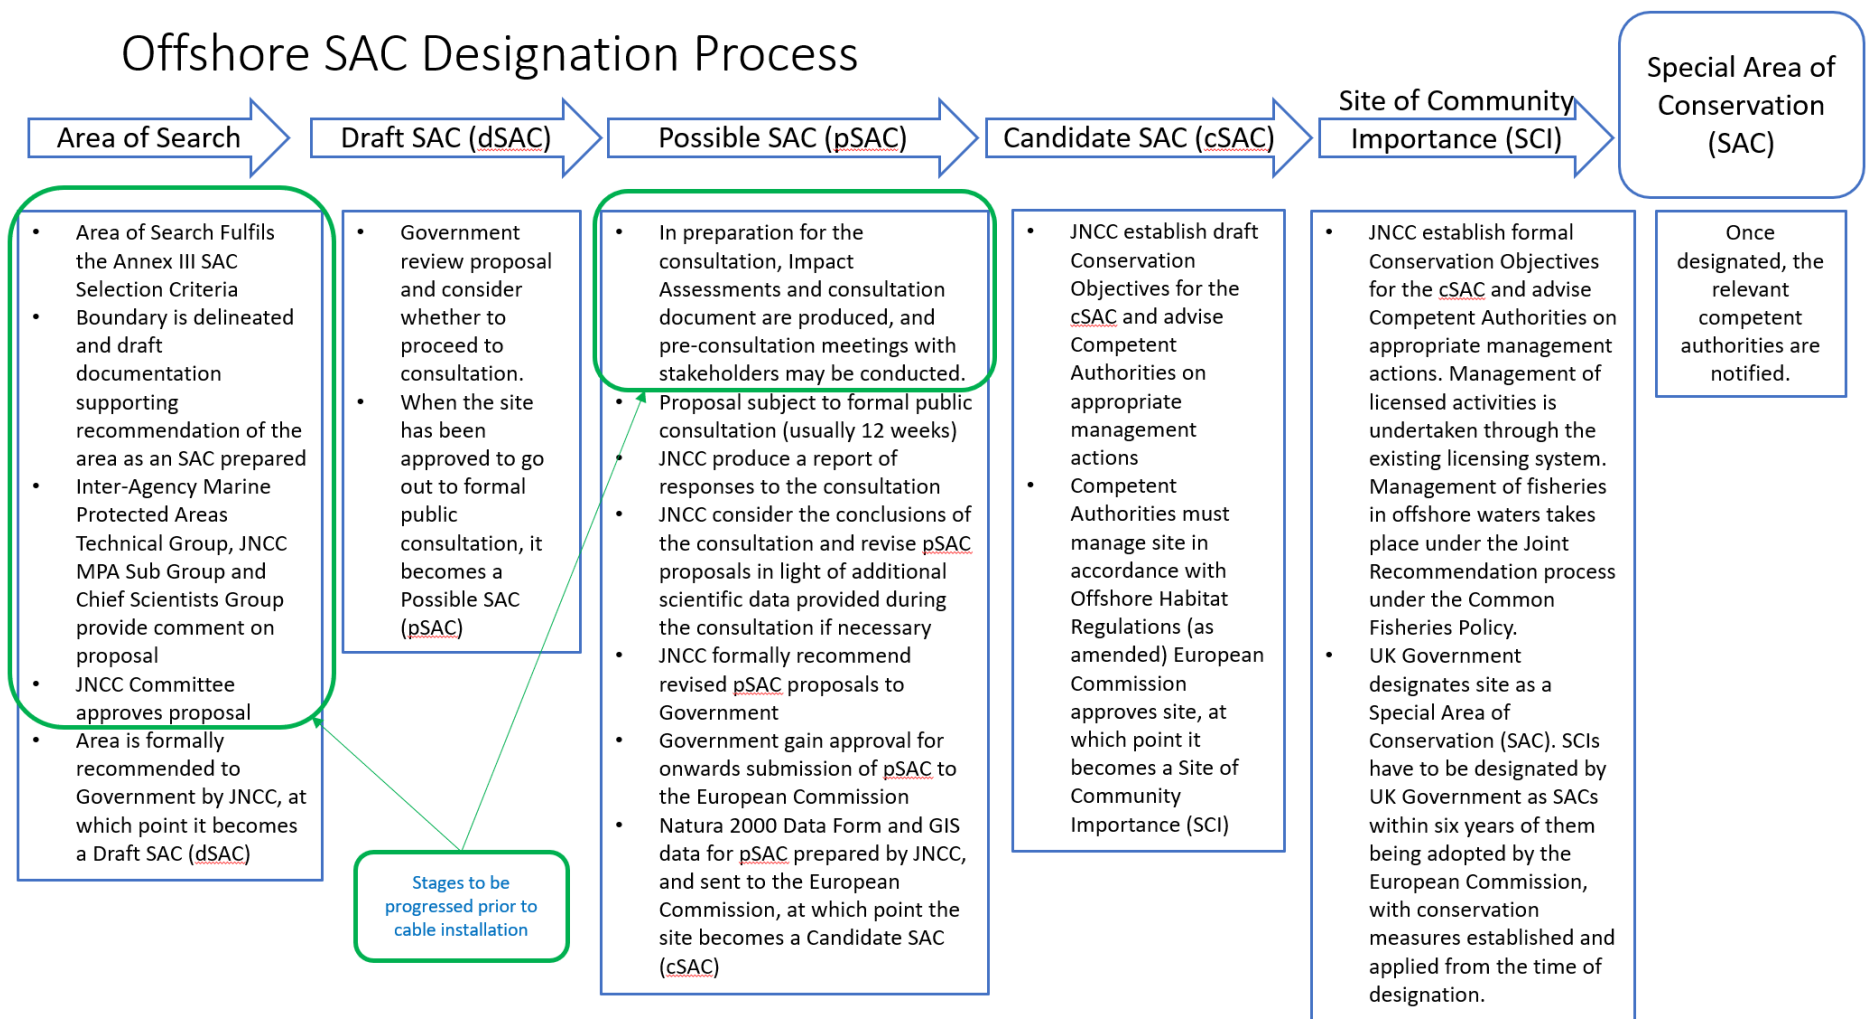 Offshore SAC Designation Process
Area of Search
Draft SAC (dSAC)
Possible SAC (pSAC)
Candidate SAC (cSAC)
Site of Community
Importance (SCI)
Special Area of
Conservation
(SAC)
• Area of Search Fulfils
the Annex III SAC
Selection Criteria
• Boundary is delineated
and draft
documentation
supporting
recommendation of the
area as an SAC prepared
• Inter-Agency Marine
Protected Areas
Technical Group, JNCC
MPA Sub Group and
Chief Scientists Group
provide comment on
proposal
• JNCC Committee
approves proposal
• Area is formally
recommended to
Government by JNCC, at
which point it becomes
a Draft SAC (dSAC)
• Government
review proposal
and consider
whether to
proceed to
consultation.
• When the site
has been
approved to go
out to formal
public
consultation, it
becomes a
Possible SAC
(pSAC)
• In preparation for the
consultation, Impact
Assessments and consultation
document are produced, and
pre-consultation meetings with
stakeholders may be conducted.
• Proposal subject to formal public
consultation (usually 12 weeks)
• JNCC produce a report of
responses to the consultation
• JNCC consider the conclusions of
the consultation and revise pSAC
proposals in light of additional
scientific data provided during
the consultation if necessary
• JNCC formally recommend
revised pSAC proposals to
Government
• Government gain approval for
onwards submission of pSAC to
the European Commission
• Natura 2000 Data Form and GIS
data for pSAC prepared by JNCC,
and sent to the European
Commission, at which point the
site becomes a Candidate SAC
(cSAC)
• JNCC establish draft
Conservation
Objectives for the
cSAC and advise
Competent
Authorities on
appropriate
management
actions
• Competent
Authorities must
manage site in
accordance with
Offshore Habitat
Regulations (as
amended) European
Commission
approves site, at
which point it
becomes a Site of
Community
Importance (SCI)
• JNCC establish formal
Conservation Objectives
for the cSAC and advise
Competent Authorities on
appropriate management
actions. Management of
licensed activities is
undertaken through the
existing licensing system.
Management of fisheries
in offshore waters takes
place under the Joint
Recommendation process
under the Common
Fisheries Policy.
• UK Government
designates site as a
Special Area of
Conservation (SAC). SCIs
have to be designated by
UK Government as SACs
within six years of them
being adopted by the
European Commission,
with conservation
measures established and
applied from the time of
designation.
Once
designated, the
relevant
competent
authorities are
notified.
Stages to be
progressed prior to
cable installation